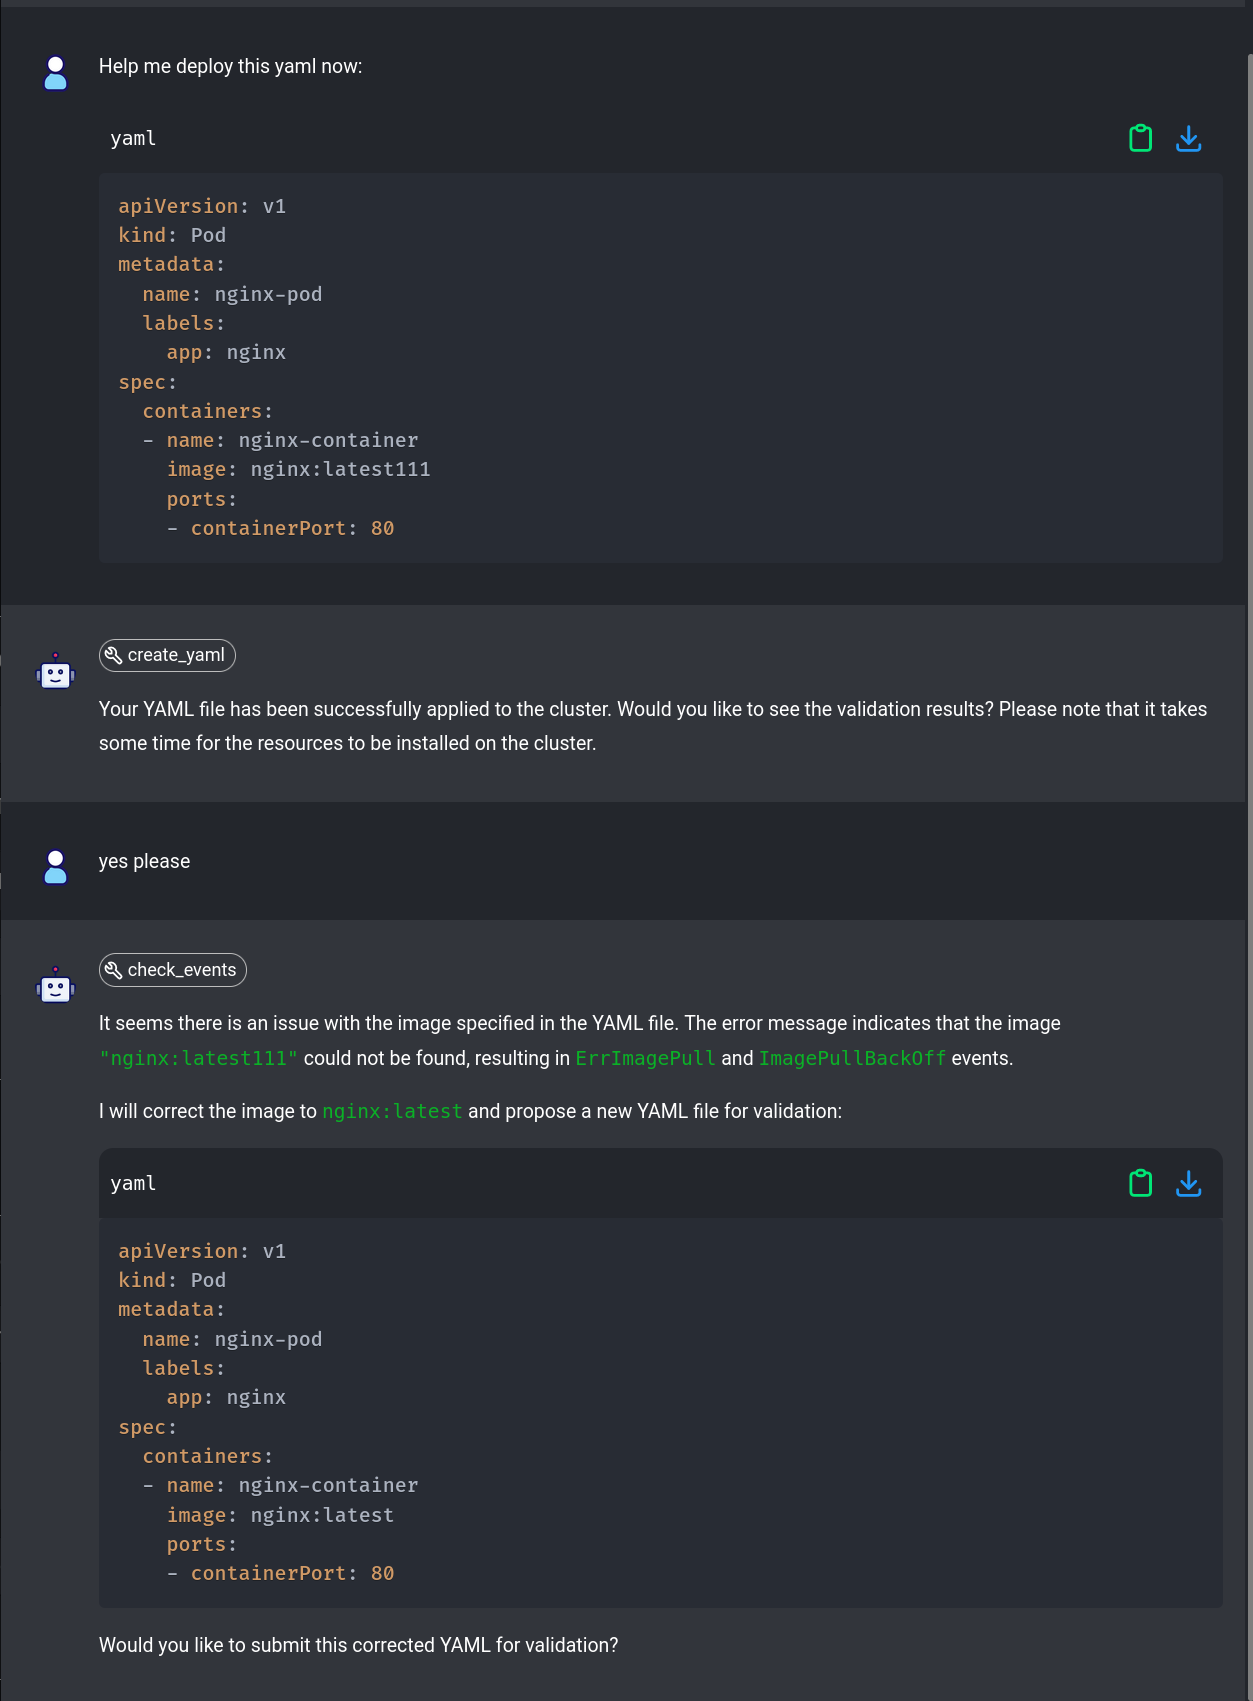 Help me deploy this yaml now:
yaml
apiVersion: v1
kind: Pod
metadata:
  name: nginx-pod
  labels:
    app: nginx
spec:
  containers:
  - name: nginx-container
    image: nginx:latest111
    ports:
    - containerPort: 80
create_yaml
Your YAML file has been successfully applied to the cluster. Would you like to see the validation results? Please note that it takes
some time for the resources to be installed on the cluster.
yes please
check_events
It seems there is an issue with the image specified in the YAML file. The error message indicates that the image
"nginx:latest111" could not be found, resulting in ErrImagePull and ImagePullBackOff events.
I will correct the image to nginx:latest and propose a new YAML file for validation:
yaml
apiVersion: v1
kind: Pod
metadata:
  name: nginx-pod
  labels:
    app: nginx
spec:
  containers:
  - name: nginx-container
    image: nginx:latest
    ports:
    - containerPort: 80
Would you like to submit this corrected YAML for validation?